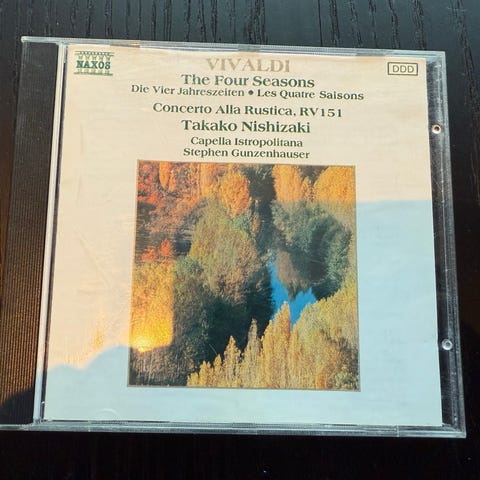 NAXOS
DDD
VIVALDI
The Four Seasons
Die Vier Jahreszeiten • Les Quatre Saisons
Concerto Alla Rustica, RV151
Takako Nishizaki
Capella Istropolitana
Stephen Gunzenhauser